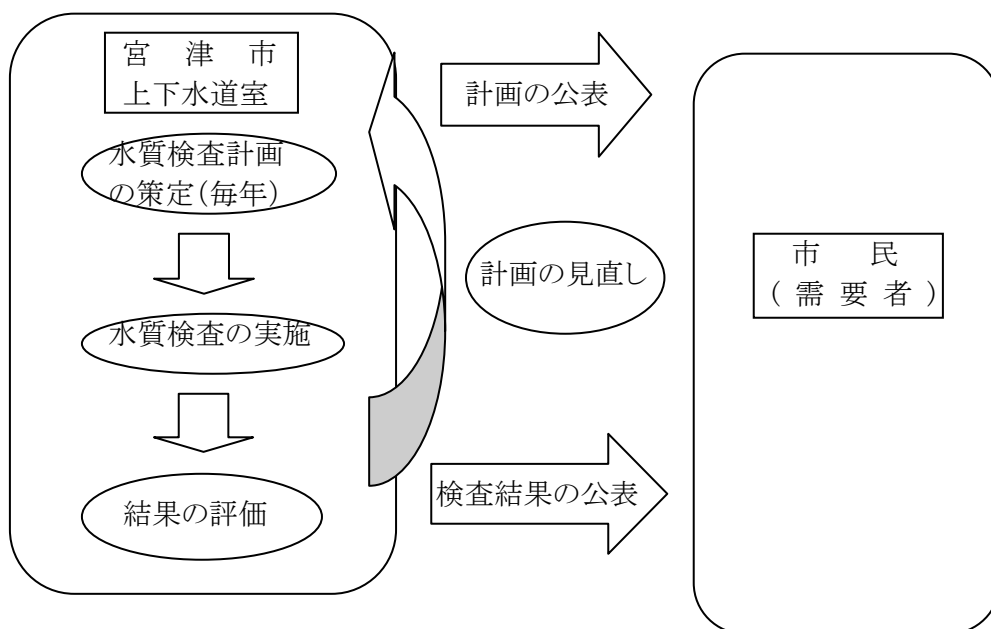 宮津市
上下水道室
水質検査計画
の策定（毎年）
水質検査の実施
結果の評価
計画の公表
計画の見直し
検査結果の公表
市民
（需要者）